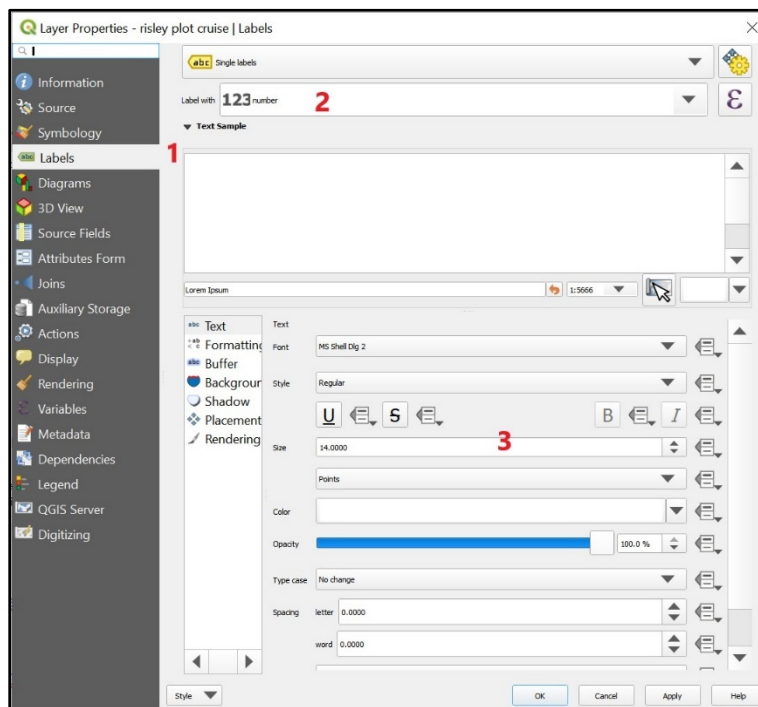 Layer Properties - risley plot cruise | Labels
Information
Source
Symbology
Labels
Diagrams
3D View
Source Fields
Attributes Form
Joins
Auxiliary Storage
Actions
Display
Rendering
Variables
Metadata
Dependencies
Legend
QGIS Server
Digitizing
1
abc Single labels
Label with 123 number 2
ε
Text Sample
Lorem Ipsum 1:5666
Text
Formatting
Buffer
Backgrour
Shadow
Placement
Rendering
Text
Font MS Shell Dlg 2
Style Regular
U S B I
3
Size 14.0000
Points
Color
Opacity 100.0 %
Type case No change
Spacing letter 0.0000
word 0.0000
Style OK Cancel Apply Help